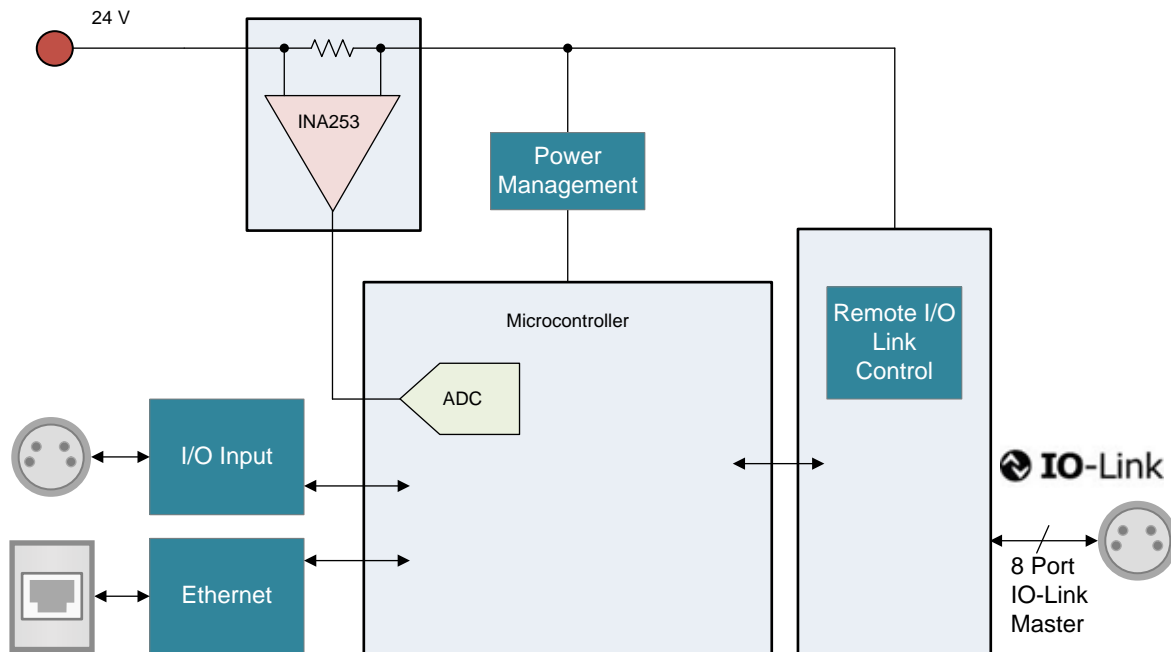 24 V
INA253
Power
Management
Microcontroller
Remote I/O
Link
Control
ADC
I/O Input
IO-Link
Ethernet
8 Port
IO-Link
Master